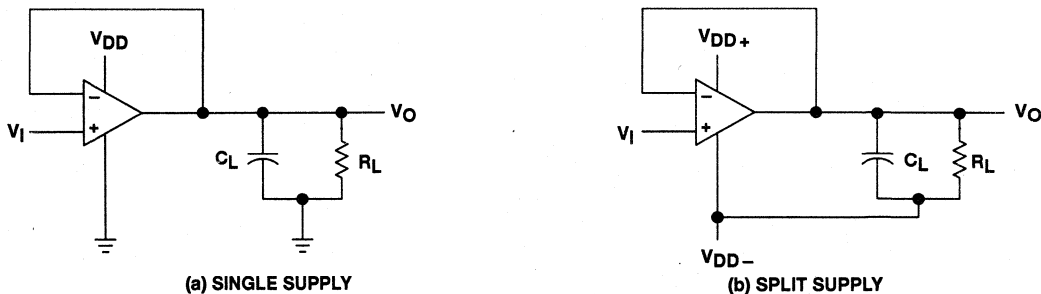 VDD
−
+
VI
VO
CL
RL
(a) SINGLE SUPPLY
VDD+
−
+
VI
VO
CL
RL
VDD−
(b) SPLIT SUPPLY